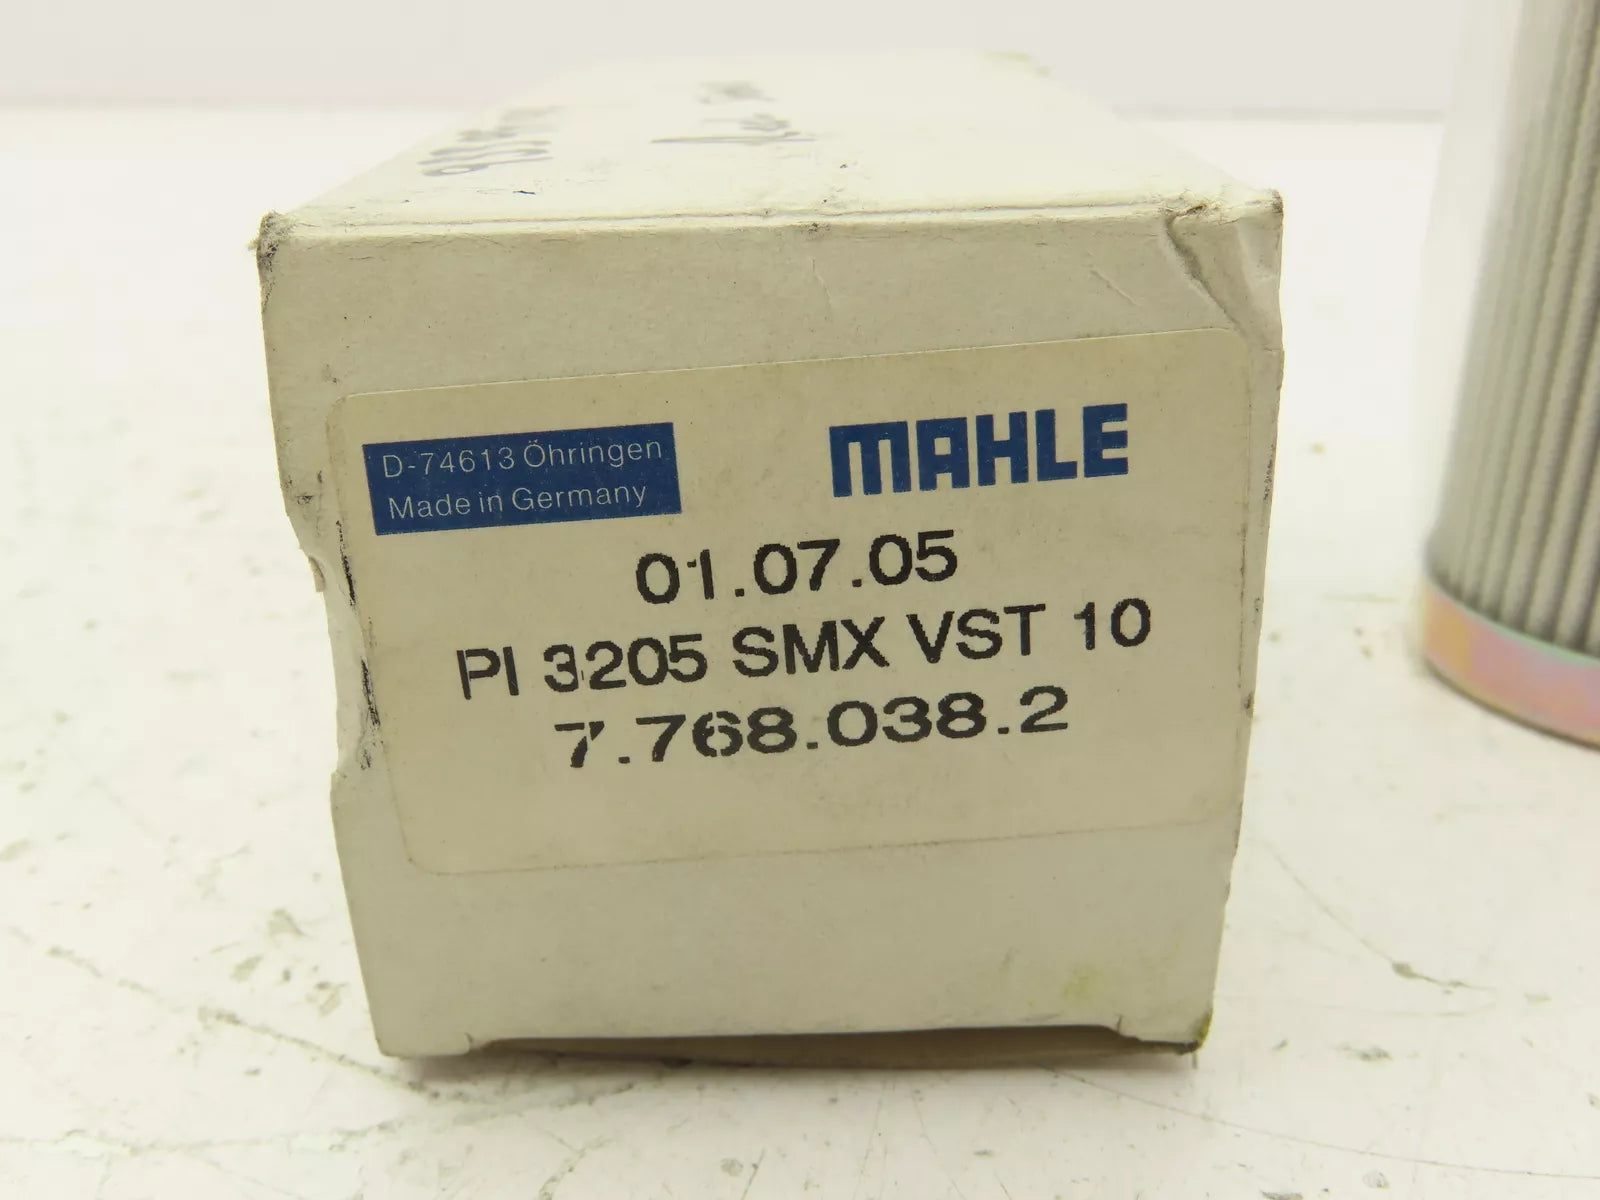 D-74613 Öhringen
Made in Germany
MAHLE
01.07.05
PI 3205 SMX VST 10
7.768.038.2